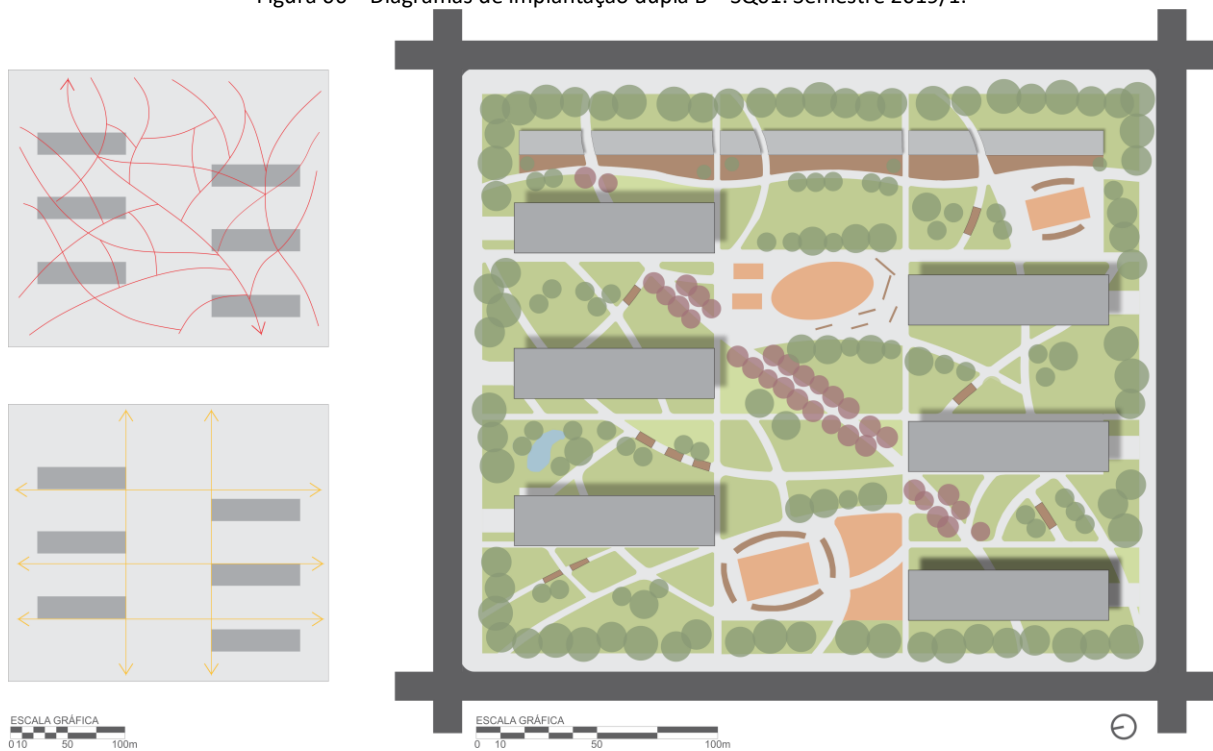 Figura – Diagramas de implantação dupla B – SQ01. Semestre 2019/1.
ESCALA GRÁFICA
0 10 50 100m
ESCALA GRÁFICA
0 10 50 100m